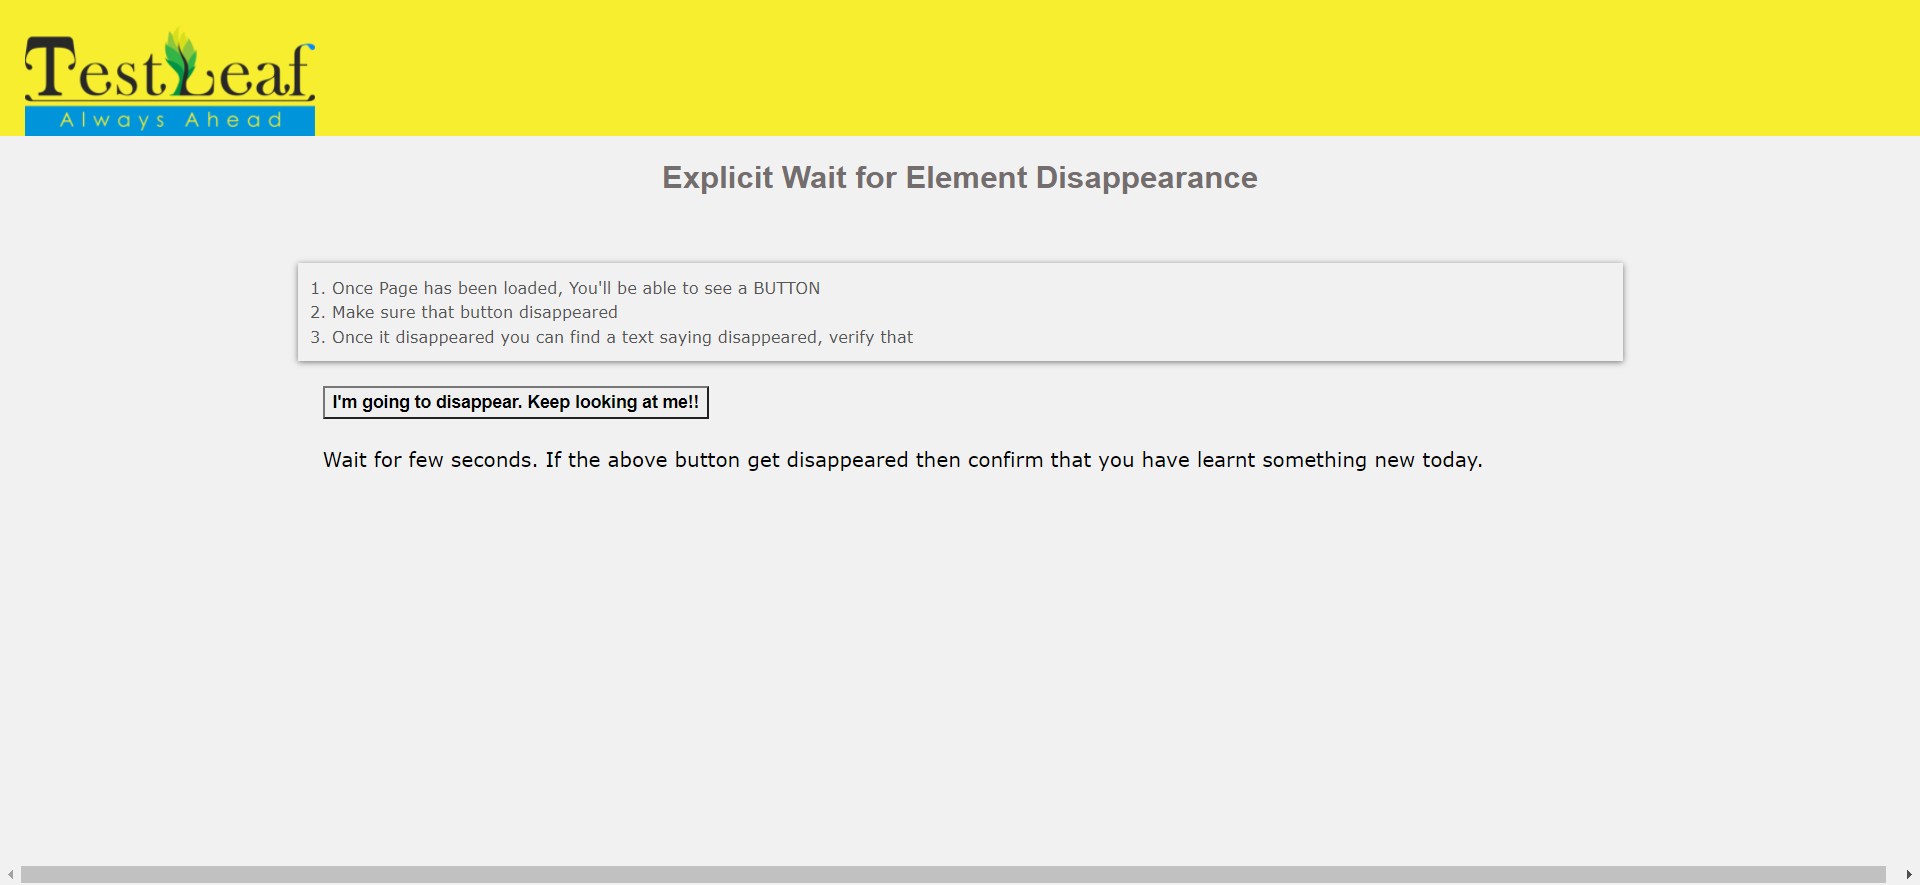 TestLeaf
Always Ahead
Explicit Wait for Element Disappearance
1. Once Page has been loaded, You'll be able to see a BUTTON
2. Make sure that button disappeared
3. Once it disappeared you can find a text saying disappeared, verify that
I'm going to disappear. Keep looking at me!!
Wait for few seconds. If the above button get disappeared then confirm that you have learnt something new today.